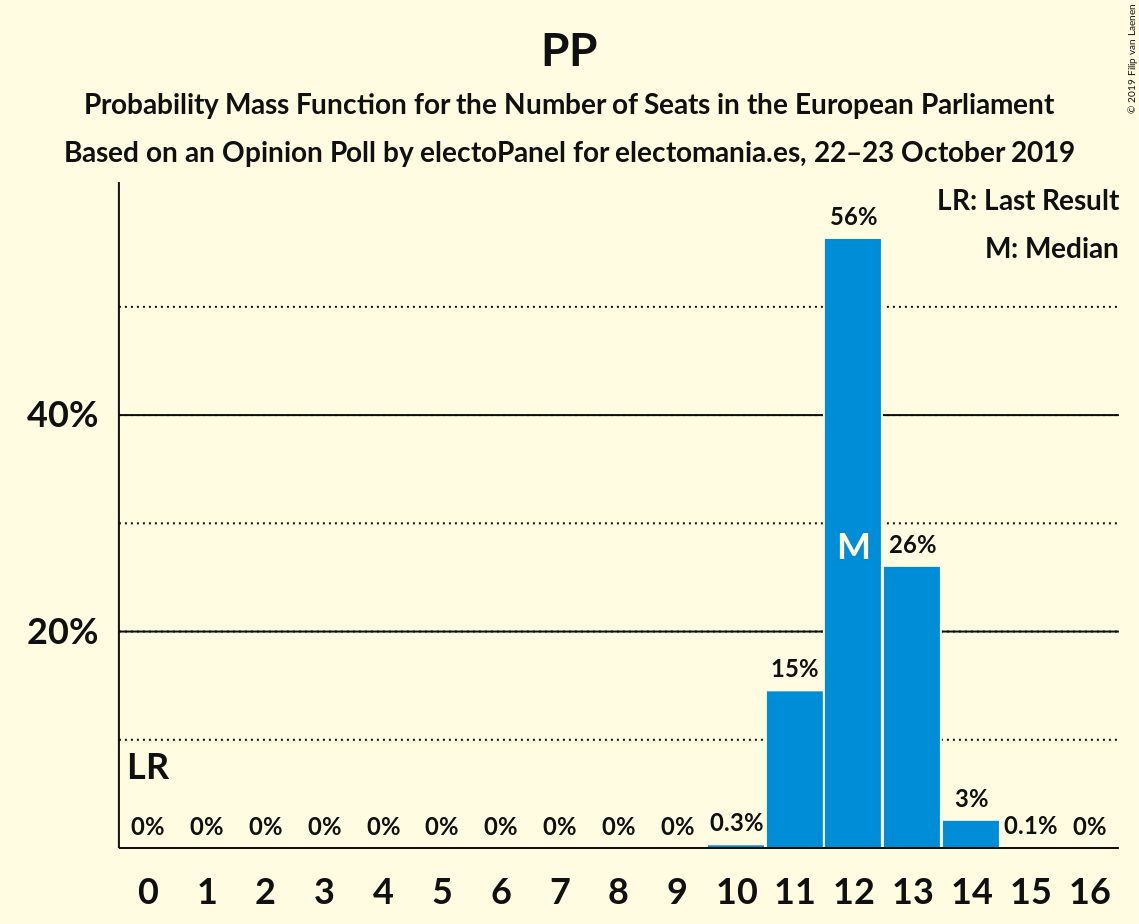 PP
Probability Mass Function for the Number of Seats in the European Parliament
Based on an Opinion Poll by electoPanel for electomania.es, 22–23 October 2019
© 2019 Filip van Laenen
LR: Last Result
M: Median
56%
40%
M
26%
20%
15%
LR
0% 0% 0% 0% 0% 0% 0% 0% 0% 0% 0.3% 3% 0.1% 0%
0 1 2 3 4 5 6 7 8 9 10 11 12 13 14 15 16